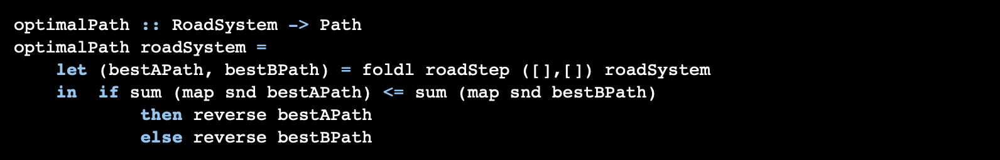 optimalPath :: RoadSystem -> Path
optimalPath roadSystem =
    let (bestAPath, bestBPath) = foldl roadStep ([],[]) roadSystem
    in  if sum (map snd bestAPath) <= sum (map snd bestBPath)
            then reverse bestAPath
            else reverse bestBPath